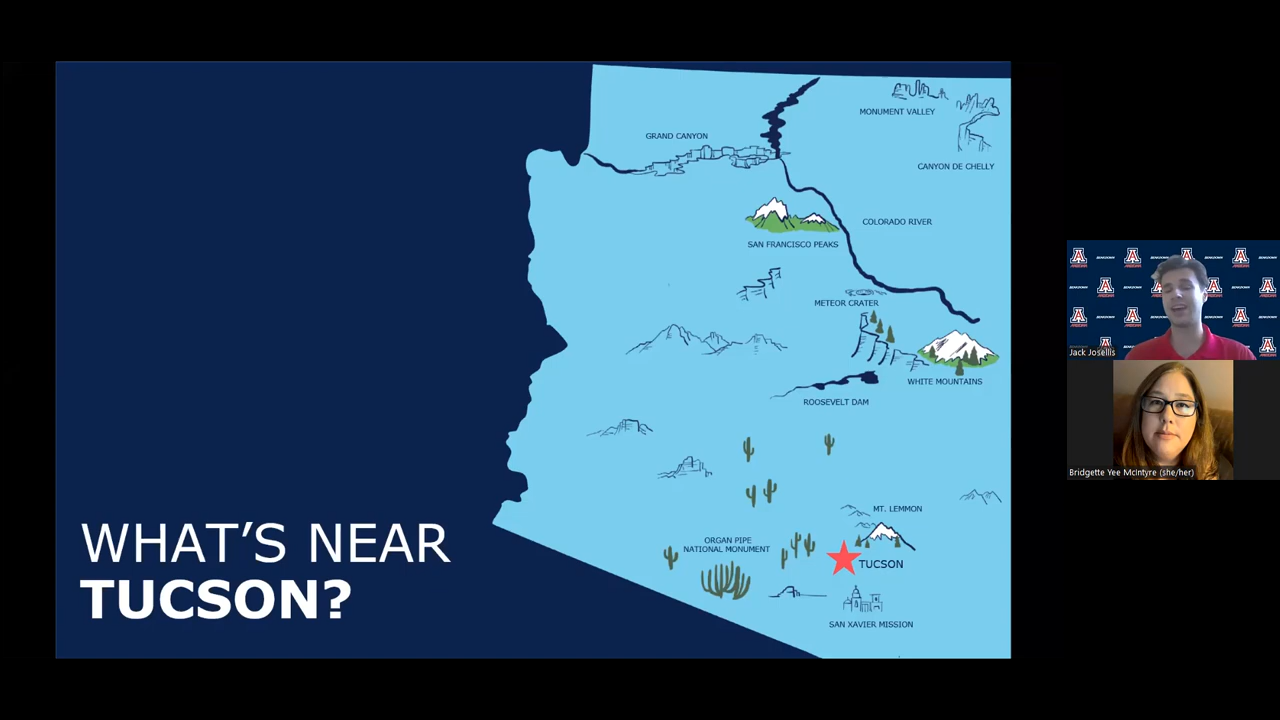 WHAT'S NEAR
TUCSON?
MONUMENT VALLEY
GRAND CANYON
CANYON DE CHELLY
COLORADO RIVER
SAN FRANCISCO PEAKS
METEOR CRATER
WHITE MOUNTAINS
ROOSEVELT DAM
MT. LEMMON
ORGAN PIPE
NATIONAL MONUMENT
TUCSON
SAN XAVIER MISSION
Jack Josellis
Bridgette Yee McIntyre (she/her)